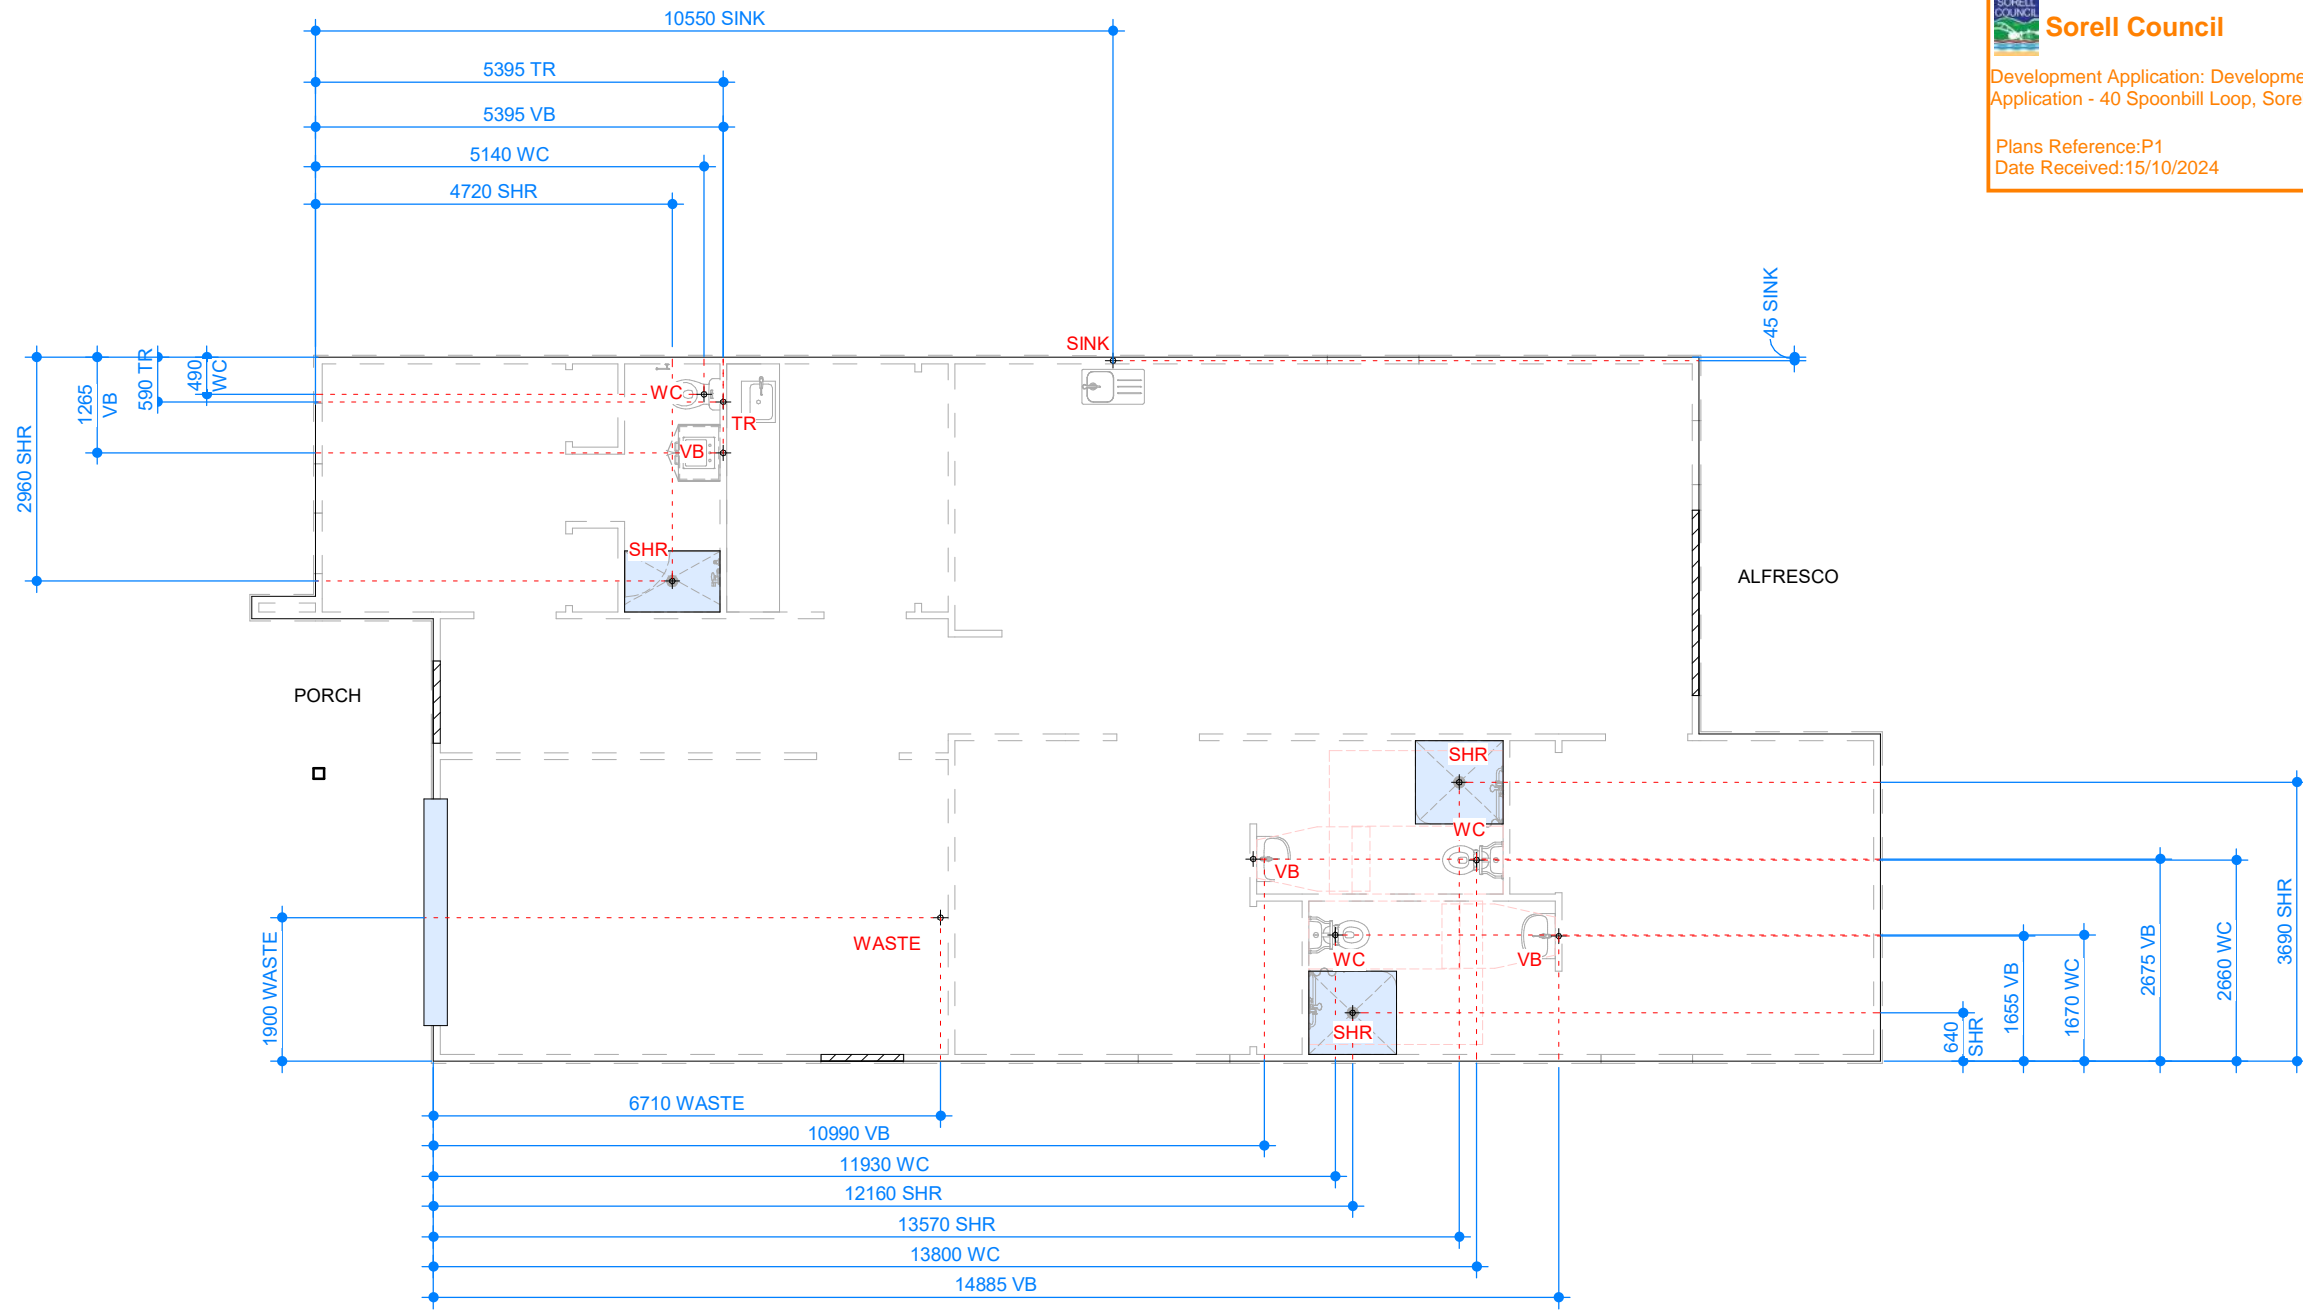 10550 SINK
5395 TR
5395 VB
5140 WC
4720 SHR
SORELL
COUNCIL
Sorell Council
Development Application:
Application - 40 Spoonbill Loop,
Plans Reference:P1
Date Received:15/10/2024
45 SINK
2960 SHR
1265
VB
590 TR
490
WC
SINK
WC
TR
VB
SHR
ALFRESCO
PORCH
SHR
WC
VB
WASTE
WC
VB
SHR
1900 WASTE
640
SHR
1655 VB
1670 WC
2675 VB
2660 WC
3690 SHR
6710 WASTE
10990 VB
11930 WC
12160 SHR
13570 SHR
13800 WC
14885 VB